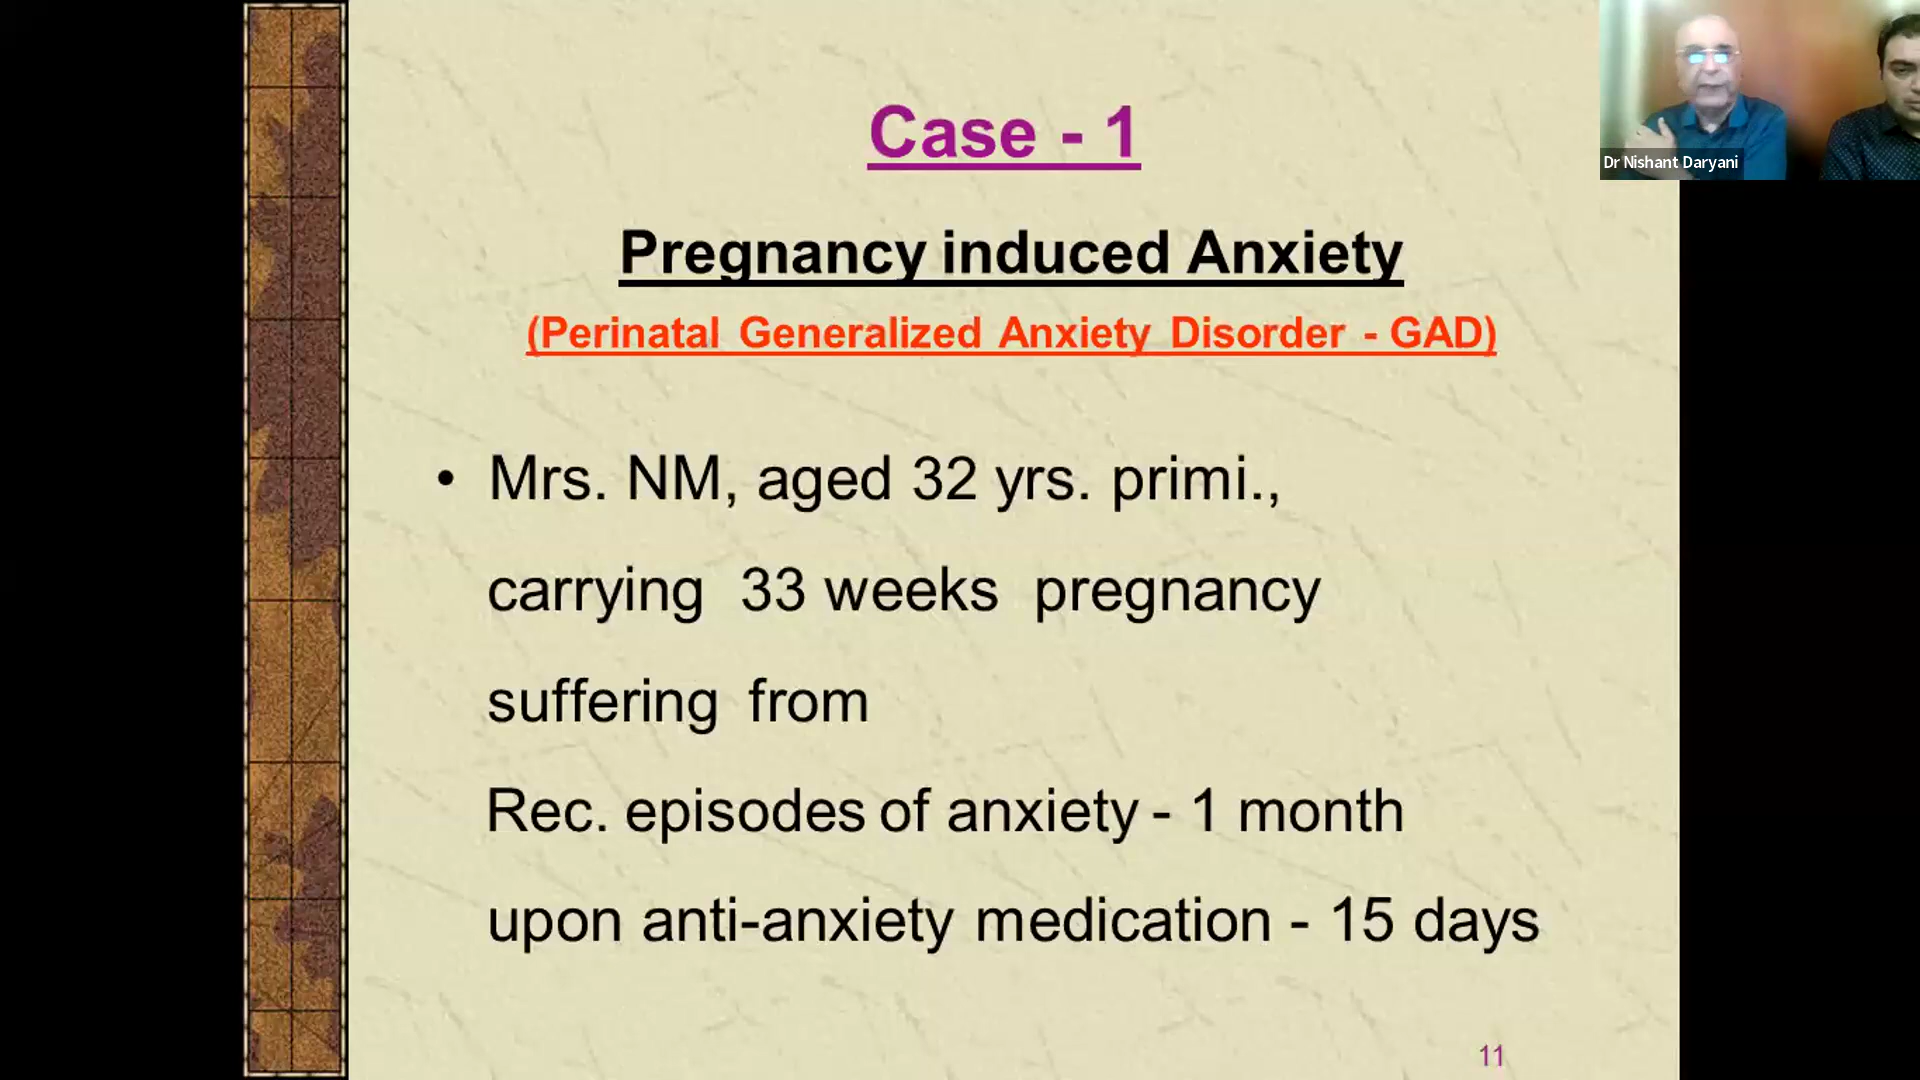 Case - 1
Pregnancy induced Anxiety
(Perinatal Generalized Anxiety Disorder - GAD)
• Mrs. NM, aged 32 yrs. primi.,
carrying 33 weeks pregnancy
suffering from
Rec. episodes of anxiety - 1 month
upon anti-anxiety medication - 15 days
11
Dr Nishant Daryani